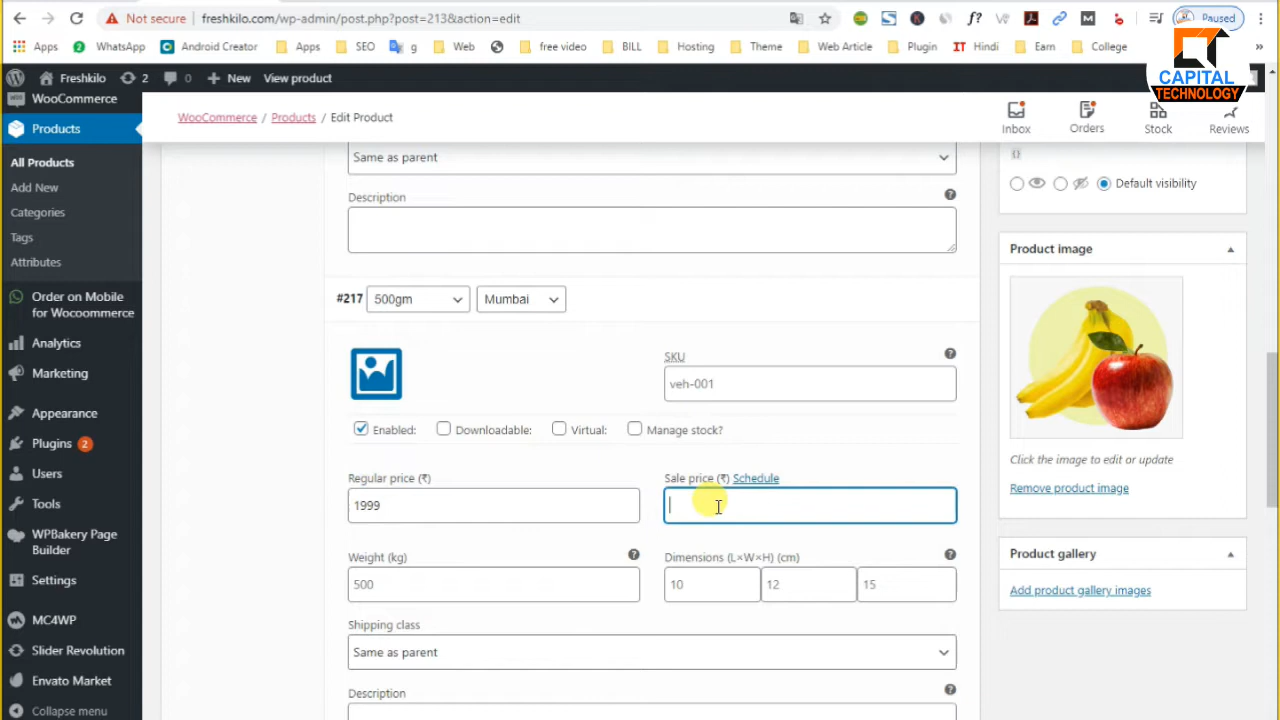 Not secure freshkilo.com/wp-admin/post.php?post=213&action=edit
f?
M
Paused
Apps WhatsApp Android Creator Apps SEO g Web free video BILL Hosting Theme Web Article Plugin IT Hindi Earn College »
CAPITAL
TECHNOLOGY
Freshkilo 2 0 New View product
WooCommerce
WooCommerce / Products / Edit Product
Inbox
Orders
Stock
Reviews
Products
All Products
Add New
Categories
Tags
Attributes
Order on Mobile
for Wocoommerce
Analytics
Marketing
Appearance
Plugins 2
Users
Tools
WPBakery Page
Builder
Settings
MC4WP
Slider Revolution
Envato Market
Collapse menu
Same as parent
Description
#217 500gm Mumbai
SKU
veh-001
Enabled: Downloadable: Virtual: Manage stock?
Regular price (₹)
1999
Sale price (₹) Schedule
Weight (kg)
500
Dimensions (L×W×H) (cm)
10 12 15
Shipping class
Same as parent
Description
Default visibility
Product image
Click the image to edit or update
Remove product image
Product gallery
Add product gallery images